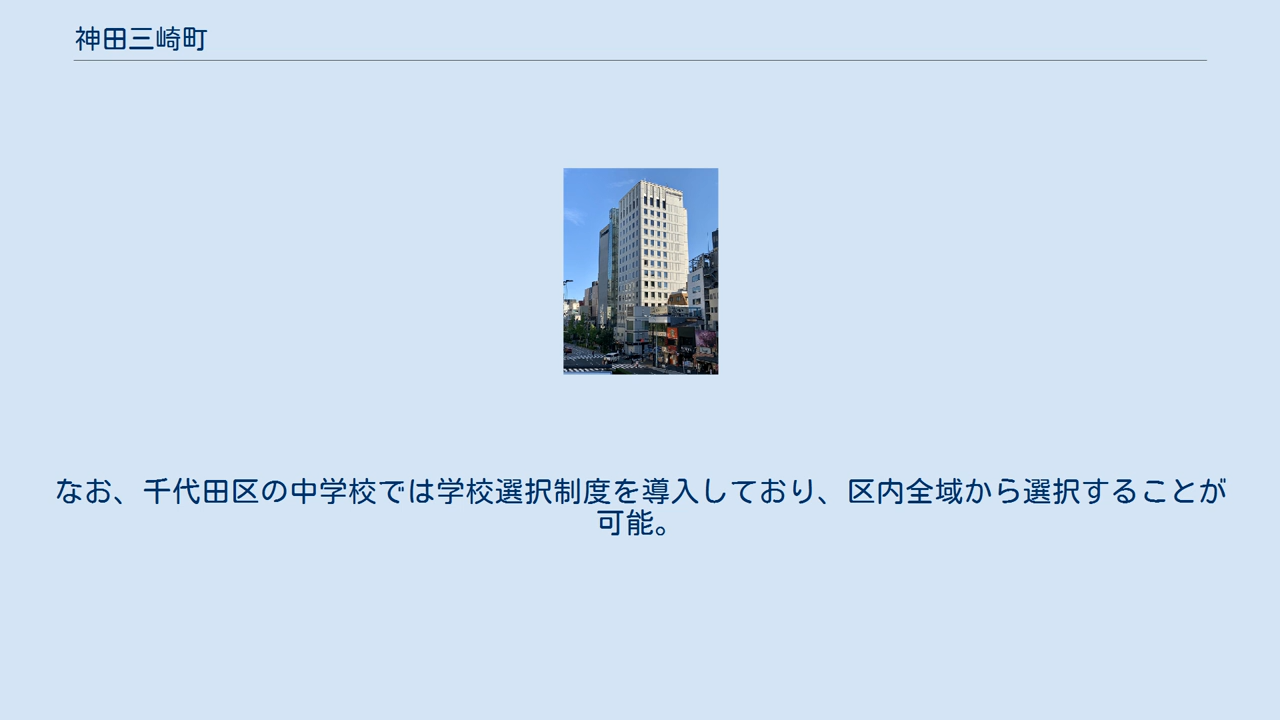 神田三崎町
なお、千代田区の中学校では学校選択制度を導入しており、区内全域から選択することが
可能。